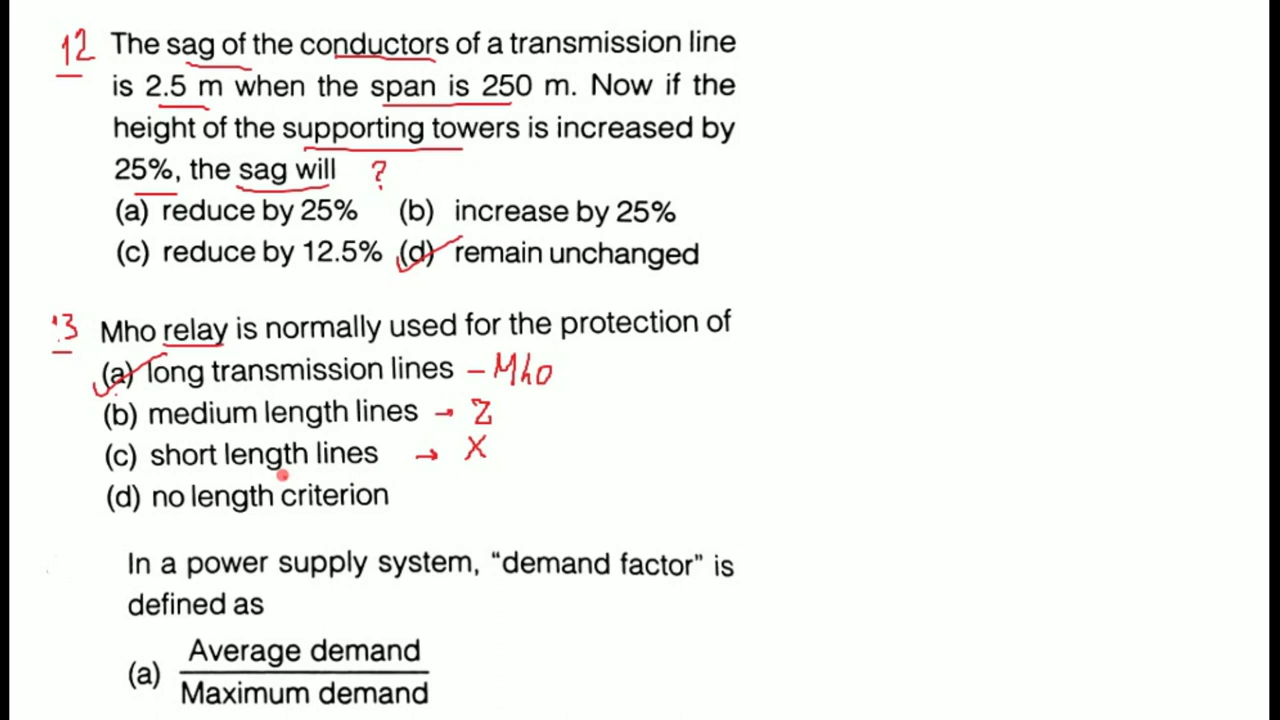 12 The sag of the conductors of a transmission line
is 2.5 m when the span is 250 m. Now if the
height of the supporting towers is increased by
25%, the sag will ?
(a) reduce by 25% (b) increase by 25%
(c) reduce by 12.5% (d) remain unchanged
13 Mho relay is normally used for the protection of
(a) long transmission lines – Mho
(b) medium length lines → Z
(c) short length lines → X
(d) no length criterion
In a power supply system, “demand factor” is
defined as
(a) Average demand
Maximum demand